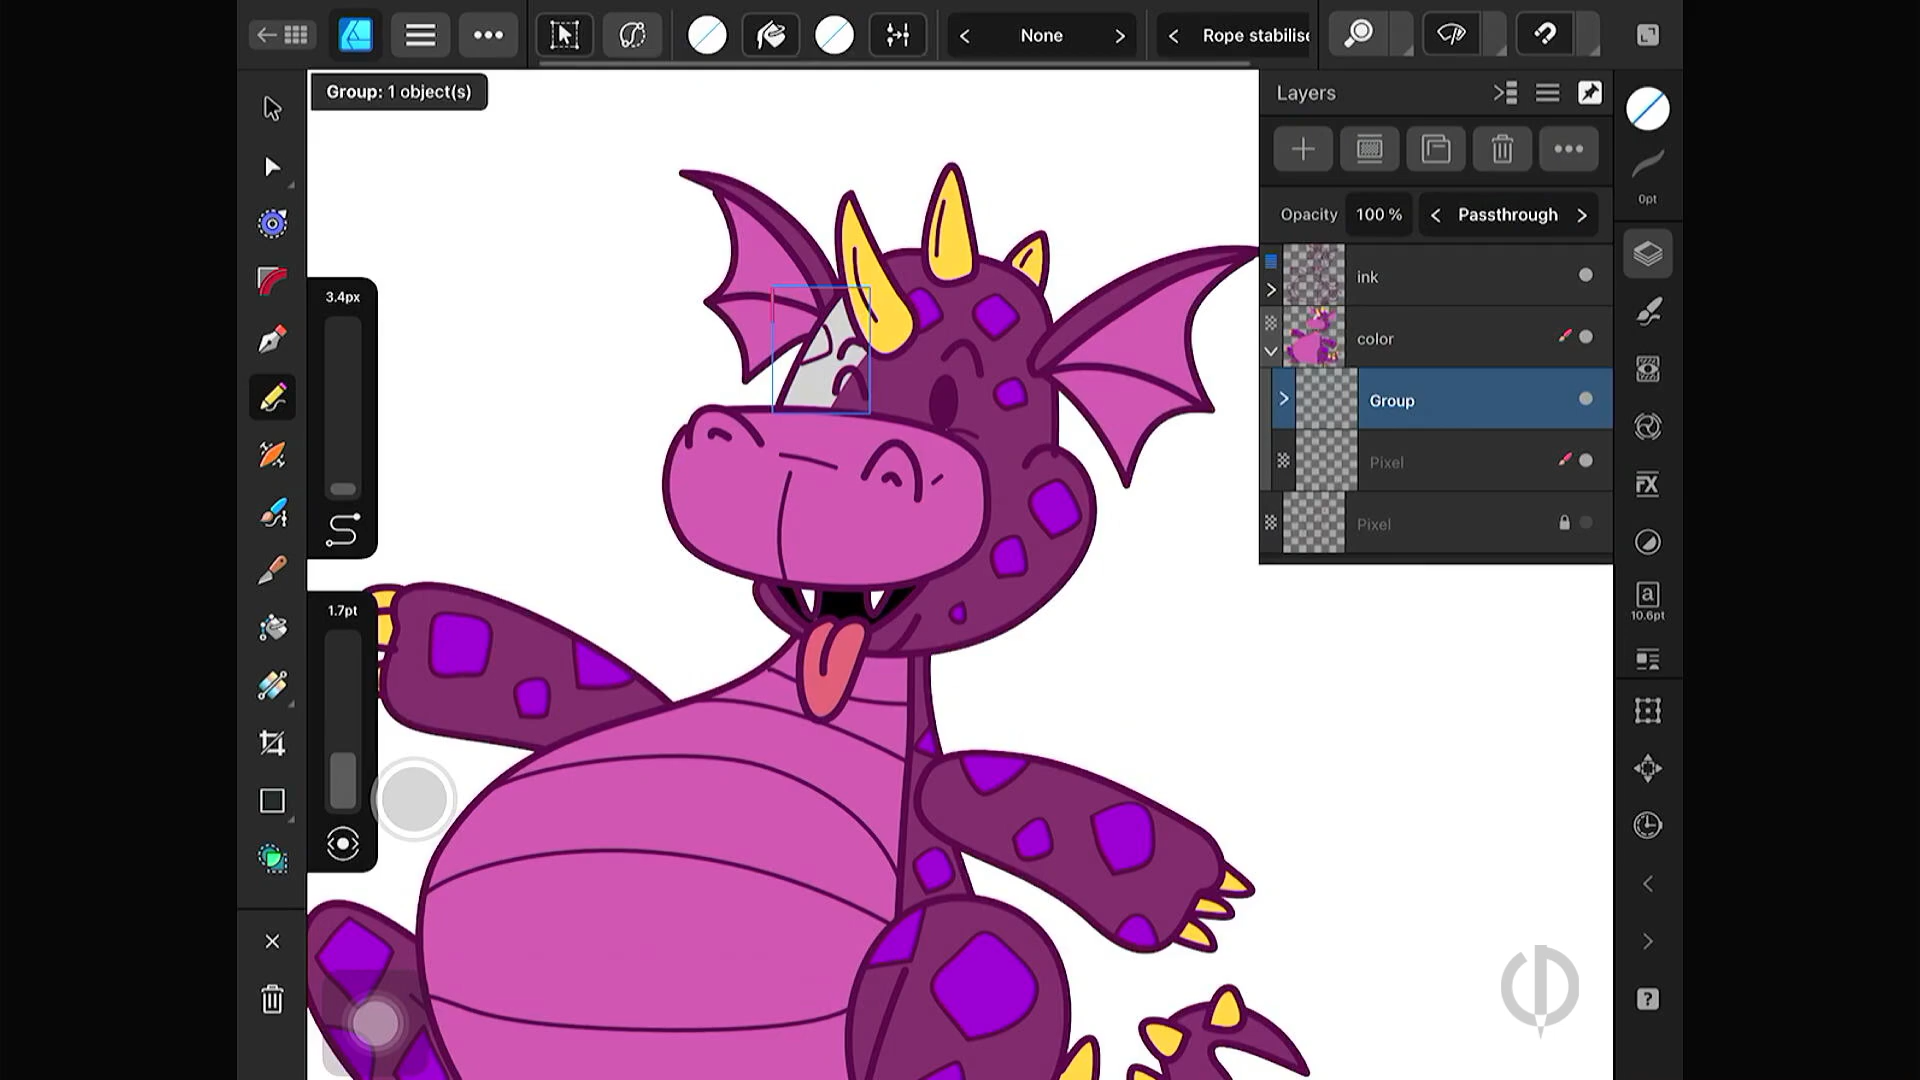 None
Rope stabilise
Group: 1 object(s)
Layers
Opacity 100 % Passthrough
0pt
ink
color
Group
Pixel
Pixel
3.4px
1.7pt
FX
a
10.6pt
?